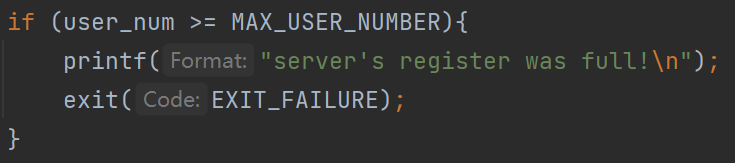 if (user_num >= MAX_USER_NUMBER){
printf( Format: "server's register was full!\n");
exit( Code: EXIT_FAILURE);
}